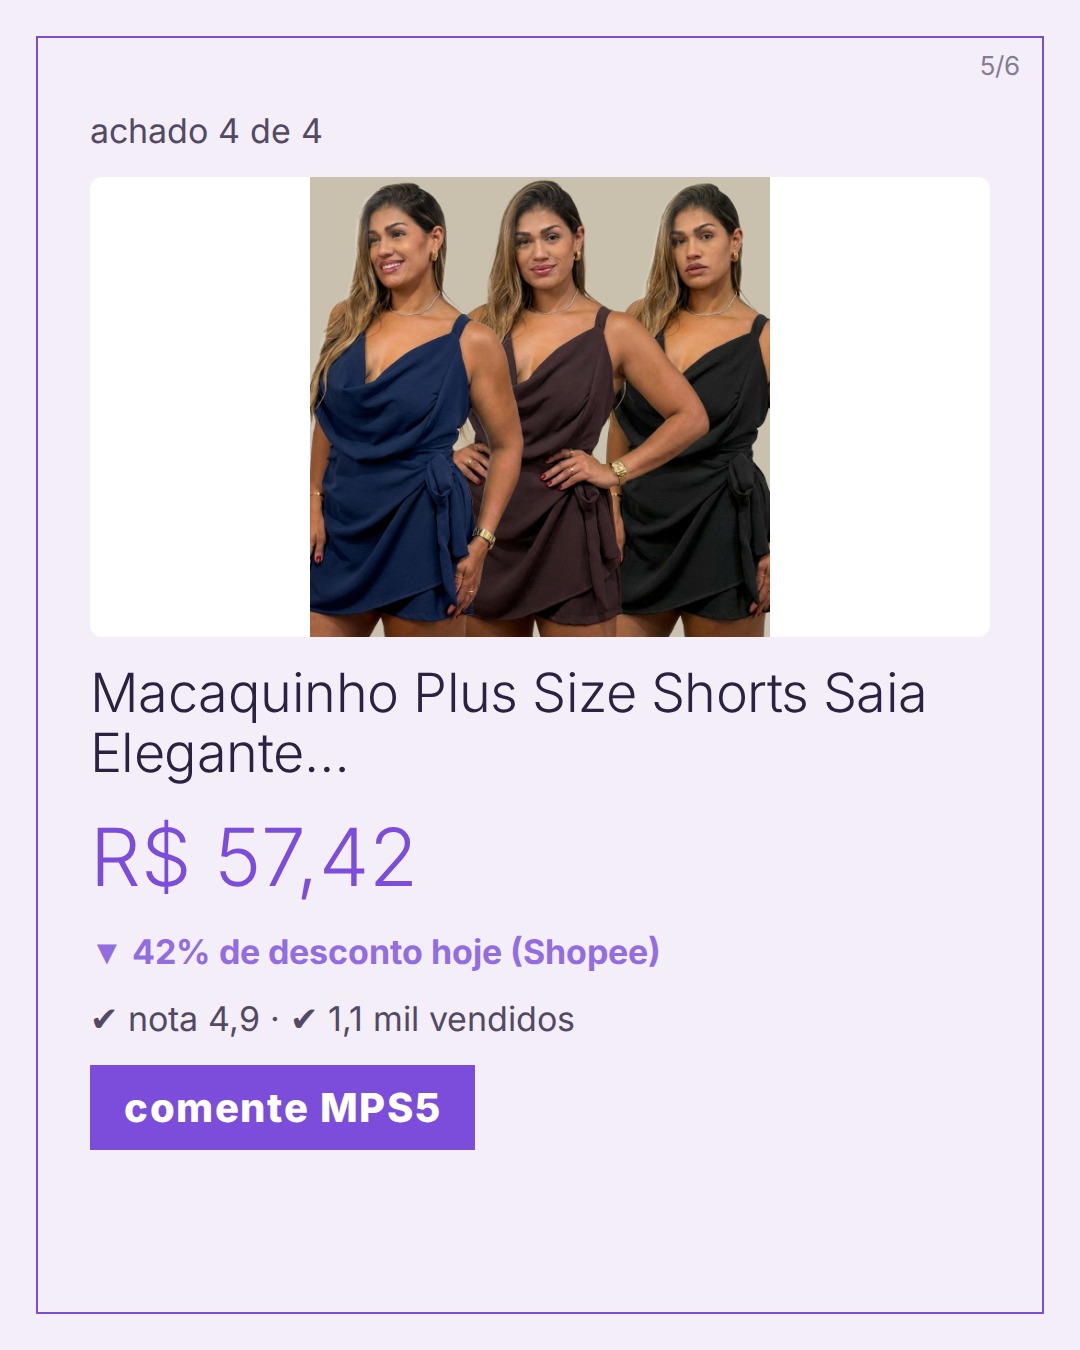 5/6
achado 4 de 4
Macaquinho Plus Size Shorts Saia
Elegante...
R$ 57,42
▼ 42% de desconto hoje (Shopee)
✔ nota 4,9 · ✔ 1,1 mil vendidos
comente MPS5